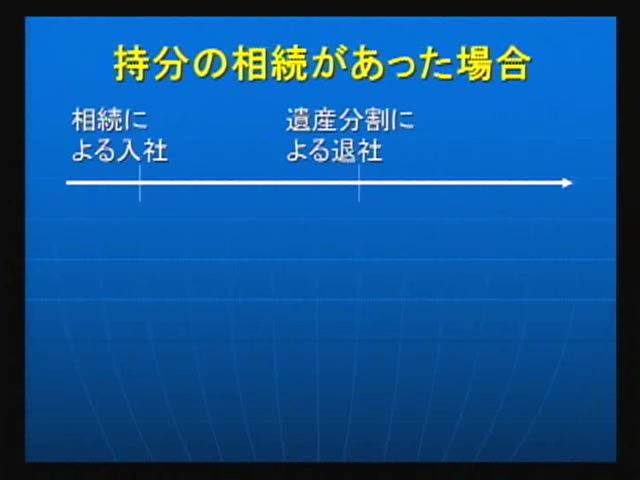 持分の相続があった場合
相続に
よる入社
遺産分割に
よる退社